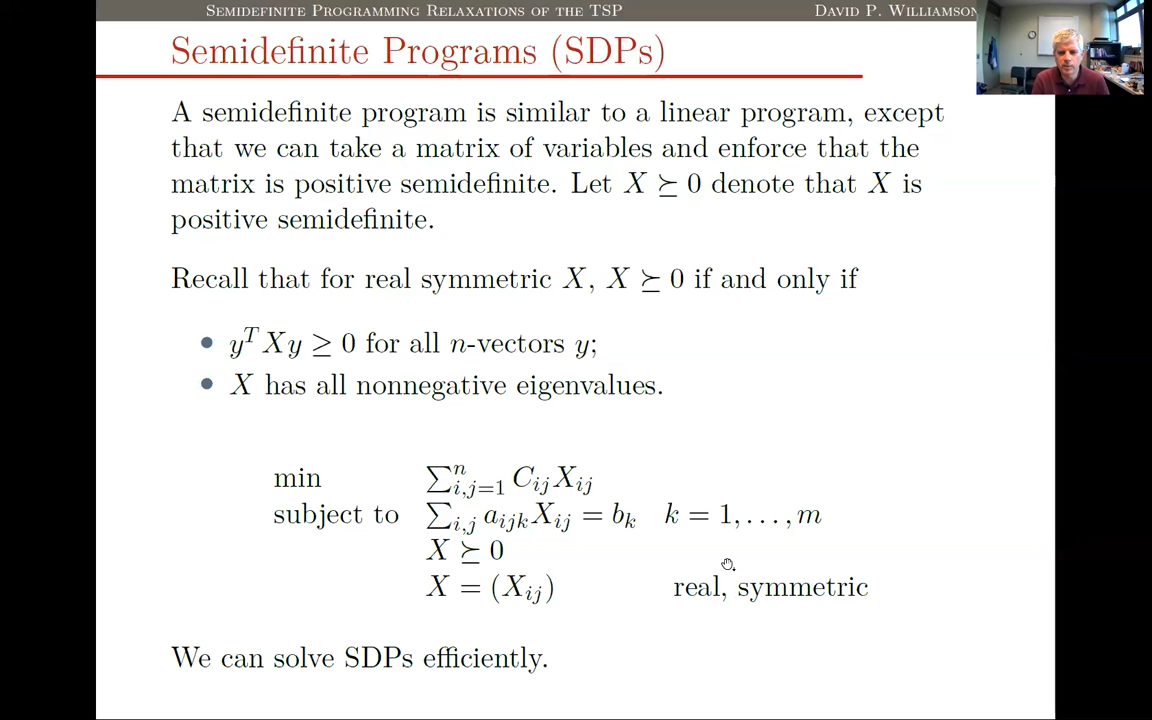 SEMIDEFINITE PROGRAMMING RELAXATIONS OF THE TSP DAVID P. WILLIAMSON
Semidefinite Programs (SDPs)
A semidefinite program is similar to a linear program, except
that we can take a matrix of variables and enforce that the
matrix is positive semidefinite. Let X ⪰ 0 denote that X is
positive semidefinite.
Recall that for real symmetric X, X ⪰ 0 if and only if
• y^T Xy ≥ 0 for all n-vectors y;
• X has all nonnegative eigenvalues.
min ∑_{i,j=1}^n C_{ij} X_{ij}
subject to ∑_{i,j} a_{ijk} X_{ij} = b_k k = 1, . . . , m
X ⪰ 0
X = (X_{ij}) real, symmetric
We can solve SDPs efficiently.